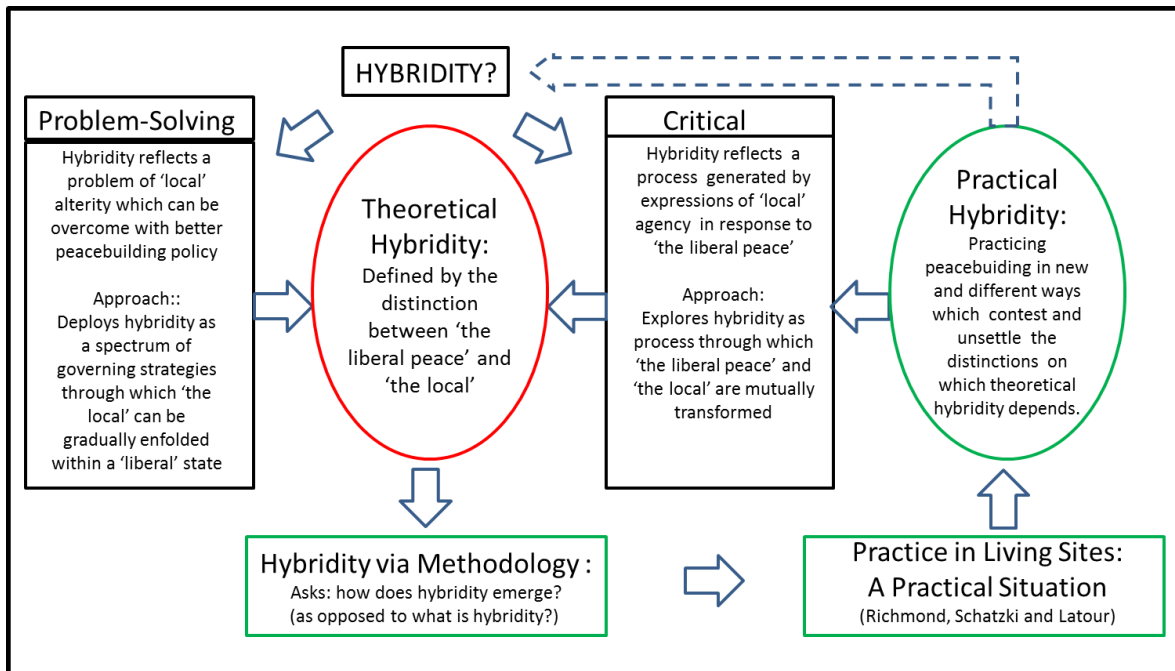 HYBRIDITY?
Problem-Solving
Hybridity reflects a
problem of ‘local’
alterity which can be
overcome with better
peacebuilding policy
Approach::
Deploys hybridity as
a spectrum of
governing strategies
through which ‘the
local’ can be
gradually enfolded
within a ‘liberal’ state
Theoretical
Hybridity:
Defined by the
distinction
between ‘the
liberal peace’ and
‘the local’
Critical
Hybridity reflects a
process generated by
expressions of ‘local’
agency in response to
‘the liberal peace’
Approach:
Explores hybridity as
process through which
‘the liberal peace’ and
‘the local’ are mutually
transformed
Practical
Hybridity:
Practicing
peacebuiding in new
and different ways
which contest and
unsettle the
distinctions on
which theoretical
hybridity depends.
Hybridity via Methodology :
Asks: how does hybridity emerge?
(as opposed to what is hybridity?)
Practice in Living Sites:
A Practical Situation
(Richmond, Schatzki and Latour)